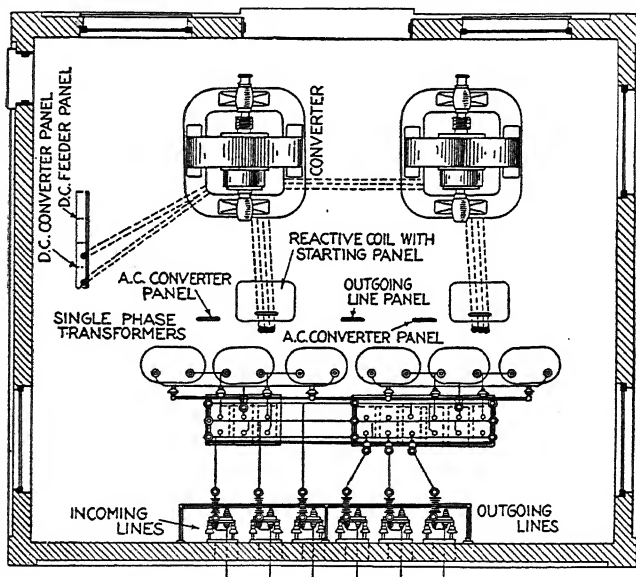 D.C. CONVERTER PANEL
D.C. FEEDER PANEL
CONVERTER
REACTIVE COIL WITH
STARTING PANEL
A.C. CONVERTER
PANEL
OUTGOING
LINE PANEL
SINGLE PHASE
TRANSFORMERS
A.C. CONVERTER PANEL
INCOMING
LINES
OUTGOING
LINES